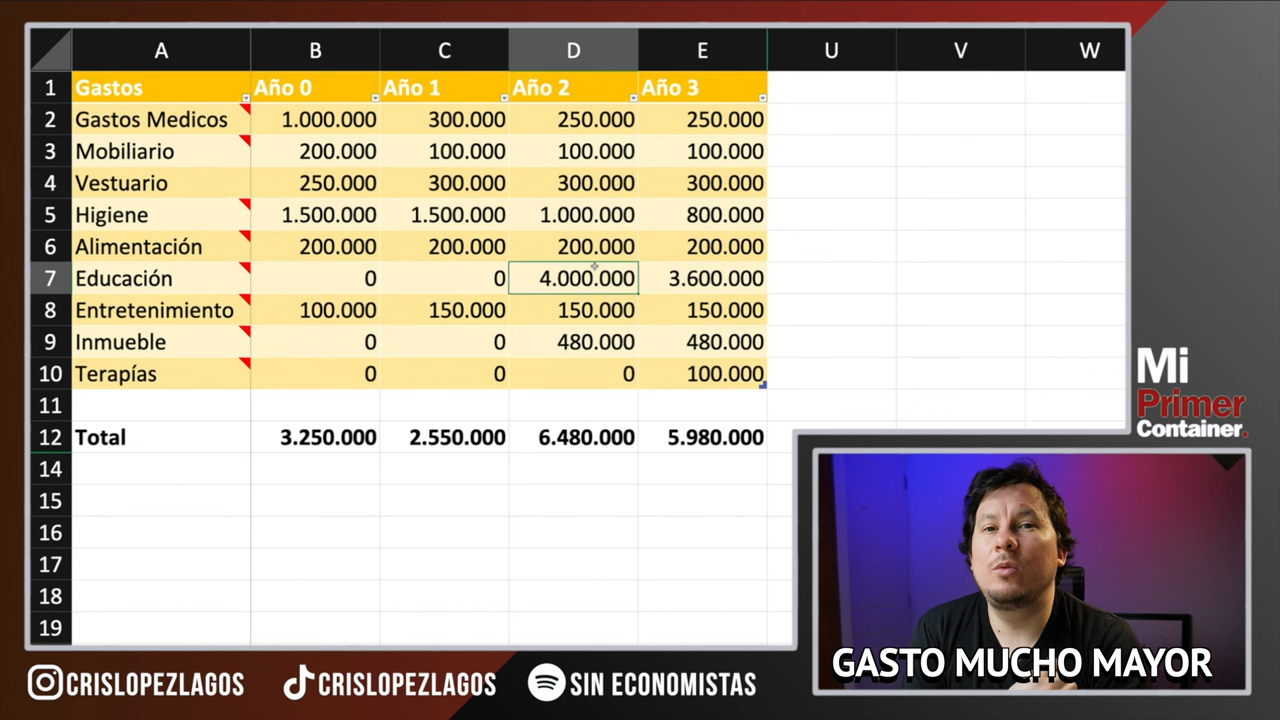 A B C D E U V W
1 Gastos Año 0 Año 1 Año 2 Año 3
2 Gastos Medicos 1.000.000 300.000 250.000 250.000
3 Mobiliario 200.000 100.000 100.000 100.000
4 Vestuario 250.000 300.000 300.000 300.000
5 Higiene 1.500.000 1.500.000 1.000.000 800.000
6 Alimentación 200.000 200.000 200.000 200.000
7 Educación 0 0 4.000.000 3.600.000
8 Entretenimiento 100.000 150.000 150.000 150.000
9 Inmueble 0 0 480.000 480.000
10 Terapías 0 0 0 100.000
11
12 Total 3.250.000 2.550.000 6.480.000 5.980.000
14
15
16
17
18
19
Mi
Primer
Container.
GASTO MUCHO MAYOR
CRISLOPEZLAGOS CRISLOPEZLAGOS SIN ECONOMISTAS